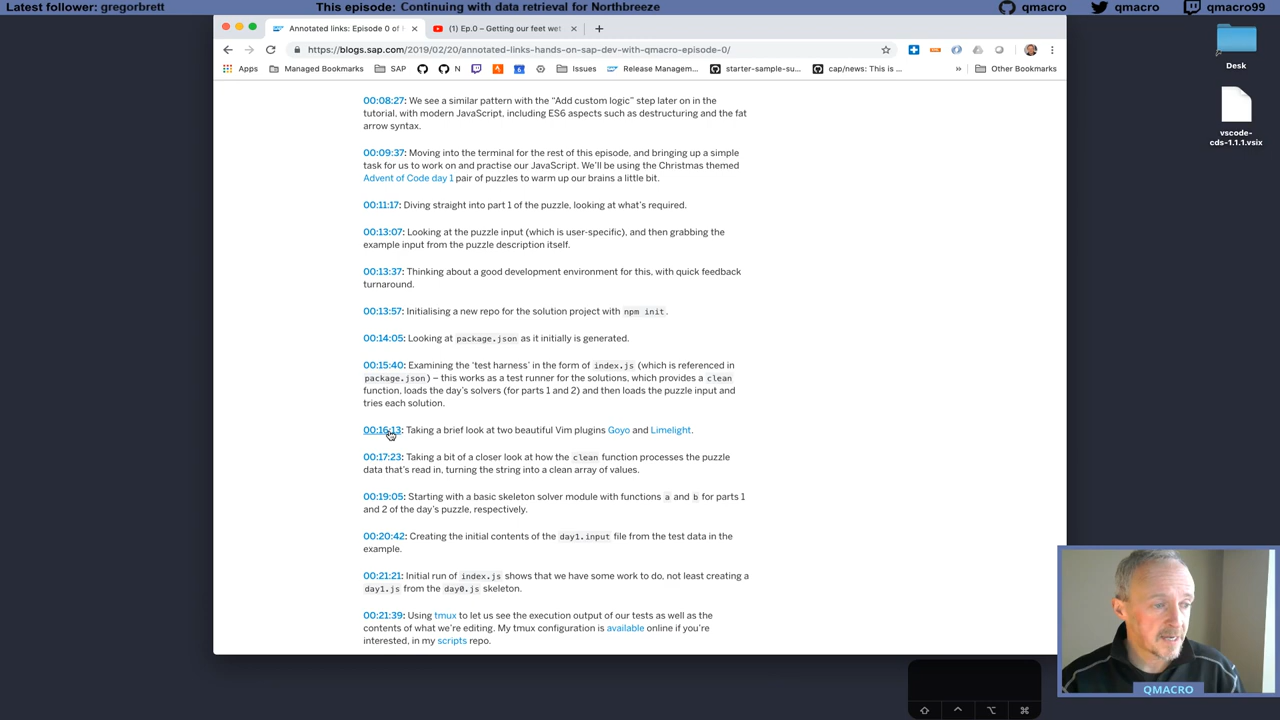 Latest follower: gregorbrett
This episode: Continuing with data retrieval for Northbreeze
qmacro
qmacro
qmacro99
Annotated links: Episode 0 of
(1) Ep.0 – Getting our feet wet
https://blogs.sap.com/2019/02/20/annotated-links-hands-on-sap-dev-with-qmacro-episode-0/
Apps
Managed Bookmarks
SAP
N
6
Issues
Release Managem...
starter-sample-su...
cap/news: This is ...
»
Other Bookmarks
Desk
vscode-
cds-1.1.1.vsix
00:08:27: We see a similar pattern with the “Add custom logic” step later on in the
tutorial, with modern JavaScript, including ES6 aspects such as destructuring and the fat
arrow syntax.
00:09:37: Moving into the terminal for the rest of this episode, and bringing up a simple
task for us to work on and practise our JavaScript. We’ll be using the Christmas themed
Advent of Code day 1 pair of puzzles to warm up our brains a little bit.
00:11:17: Diving straight into part 1 of the puzzle, looking at what’s required.
00:13:07: Looking at the puzzle input (which is user-specific), and then grabbing the
example input from the puzzle description itself.
00:13:37: Thinking about a good development environment for this, with quick feedback
turnaround.
00:13:57: Initialising a new repo for the solution project with npm init.
00:14:05: Looking at package.json as it initially is generated.
00:15:40: Examining the ‘test harness’ in the form of index.js (which is referenced in
package.json) – this works as a test runner for the solutions, which provides a clean
function, loads the day’s solvers (for parts 1 and 2) and then loads the puzzle input and
tries each solution.
00:16:13: Taking a brief look at two beautiful Vim plugins Goyo and Limelight.
00:17:23: Taking a bit of a closer look at how the clean function processes the puzzle
data that’s read in, turning the string into a clean array of values.
00:19:05: Starting with a basic skeleton solver module with functions a and b for parts 1
and 2 of the day’s puzzle, respectively.
00:20:42: Creating the initial contents of the day1.input file from the test data in the
example.
00:21:21: Initial run of index.js shows that we have some work to do, not least creating a
day1.js from the day0.js skeleton.
00:21:39: Using tmux to let us see the execution output of our tests as well as the
contents of what we’re editing. My tmux configuration is available online if you’re
interested, in my scripts repo.
QMACRO